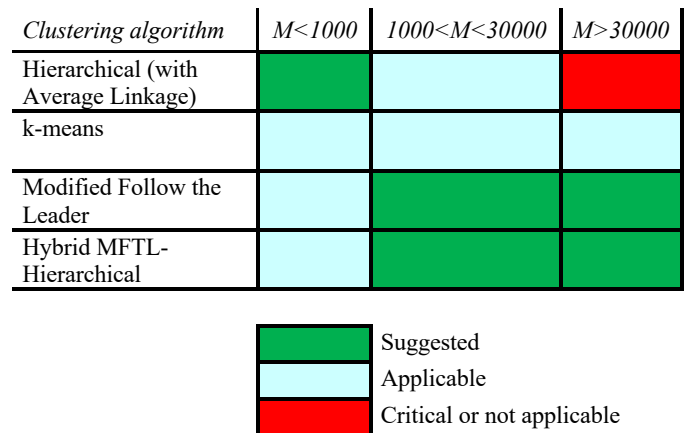 Clustering algorithm M<1000 1000<M<30000 M>30000
Hierarchical (with
Average Linkage)
k-means
Modified Follow the
Leader
Hybrid MFTL-
Hierarchical
Suggested
Applicable
Critical or not applicable